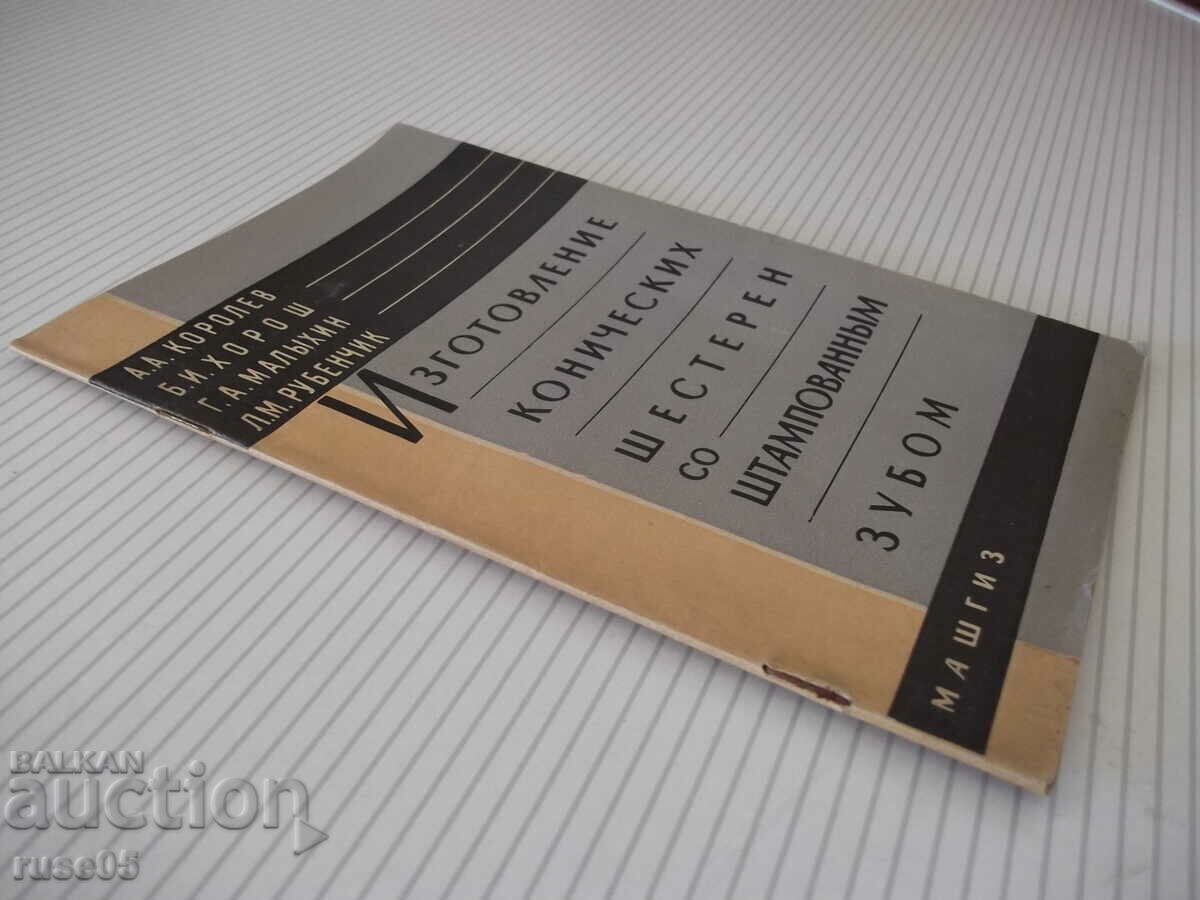 А.А.КОРОЛЕВ
Б.И.ХОРОШ
Г.А.МАЛЫХИН
Л.М.РУБЕНЧИК
ИЗГОТОВЛЕНИЕ
КОНИЧЕСКИХ
ШЕСТЕРЕН
СО
ШТАМПОВАННЫМ
ЗУБОМ
МАШГИЗ
BALKAN
auction
ruse05